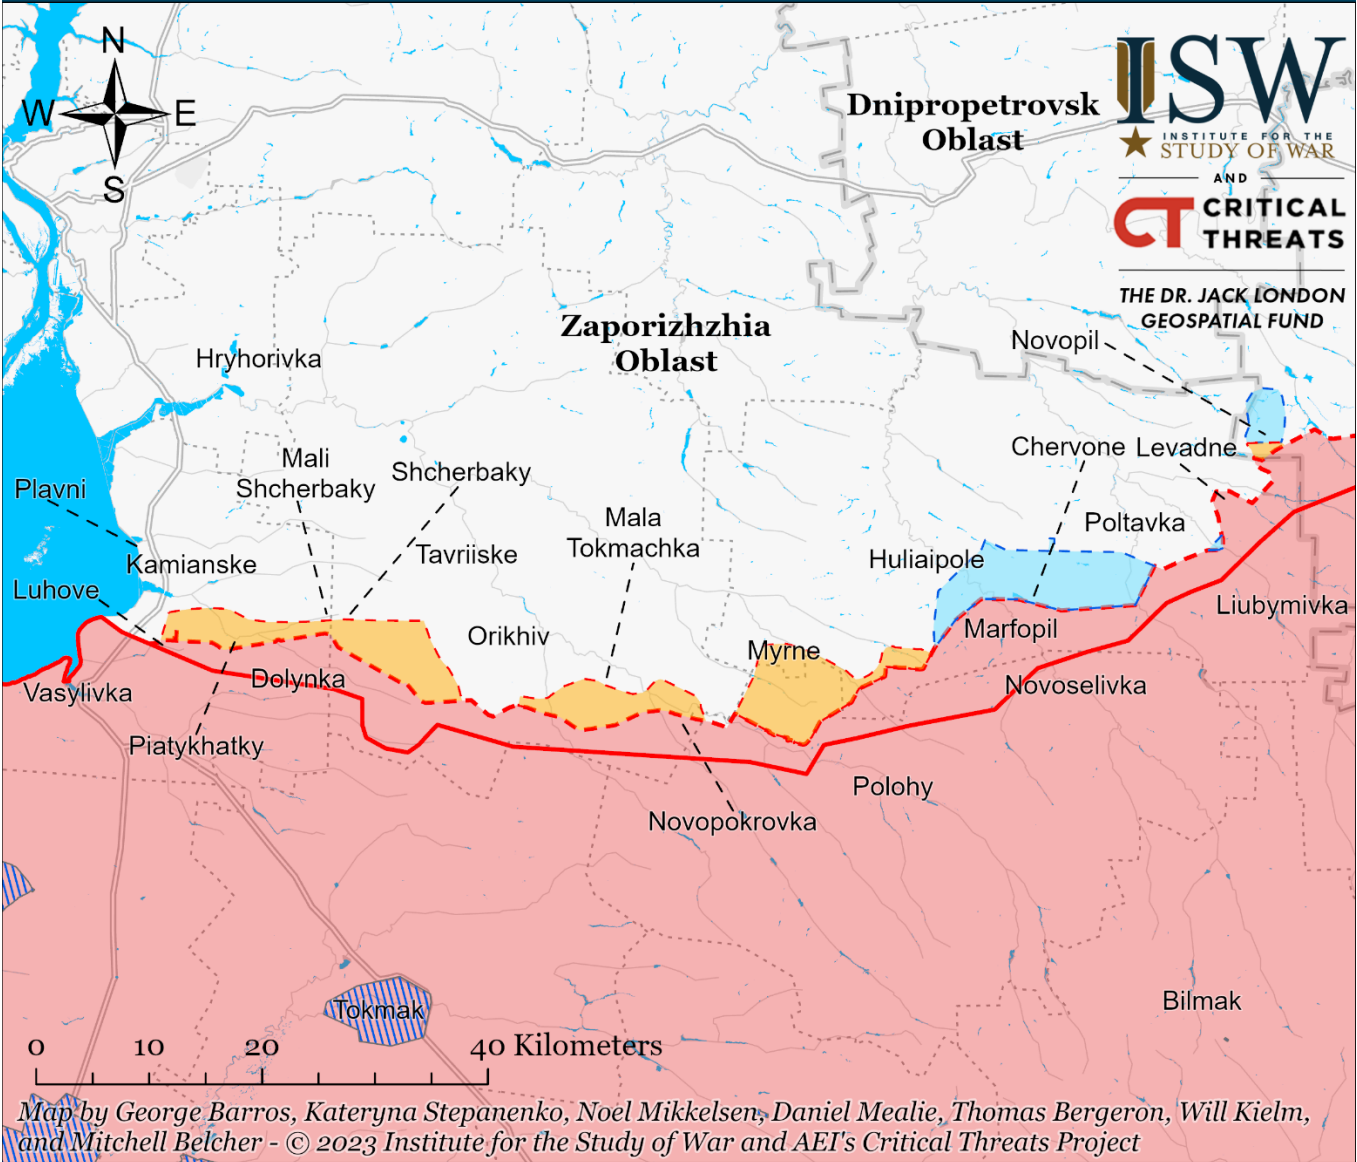 N
W E
S
Dnipropetrovsk
Oblast
ISW
INSTITUTE FOR THE
STUDY OF WAR
AND
CT CRITICAL
THREATS
THE DR. JACK LONDON
GEOSPATIAL FUND
Zaporizhzhia
Oblast
Novopil
Hryhorivka
Chervone
Levadne
Mali
Shcherbaky
Shcherbaky
Plavni
Mala
Tokmachka
Poltavka
Tavriiske
Huliaipole
Kamianske
Luhove
Liubymivka
Orikhiv
Marfopil
Myrne
Dolynka
Novoselivka
Vasylivka
Piatykhatky
Polohy
Novopokrovka
Bilmak
Tokmak
0 10 20 40 Kilometers
Map by George Barros, Kateryna Stepanenko, Noel Mikkelsen, Daniel Mealie, Thomas Bergeron, Will Kielm,
and Mitchell Belcher - © 2023 Institute for the Study of War and AEI's Critical Threats Project